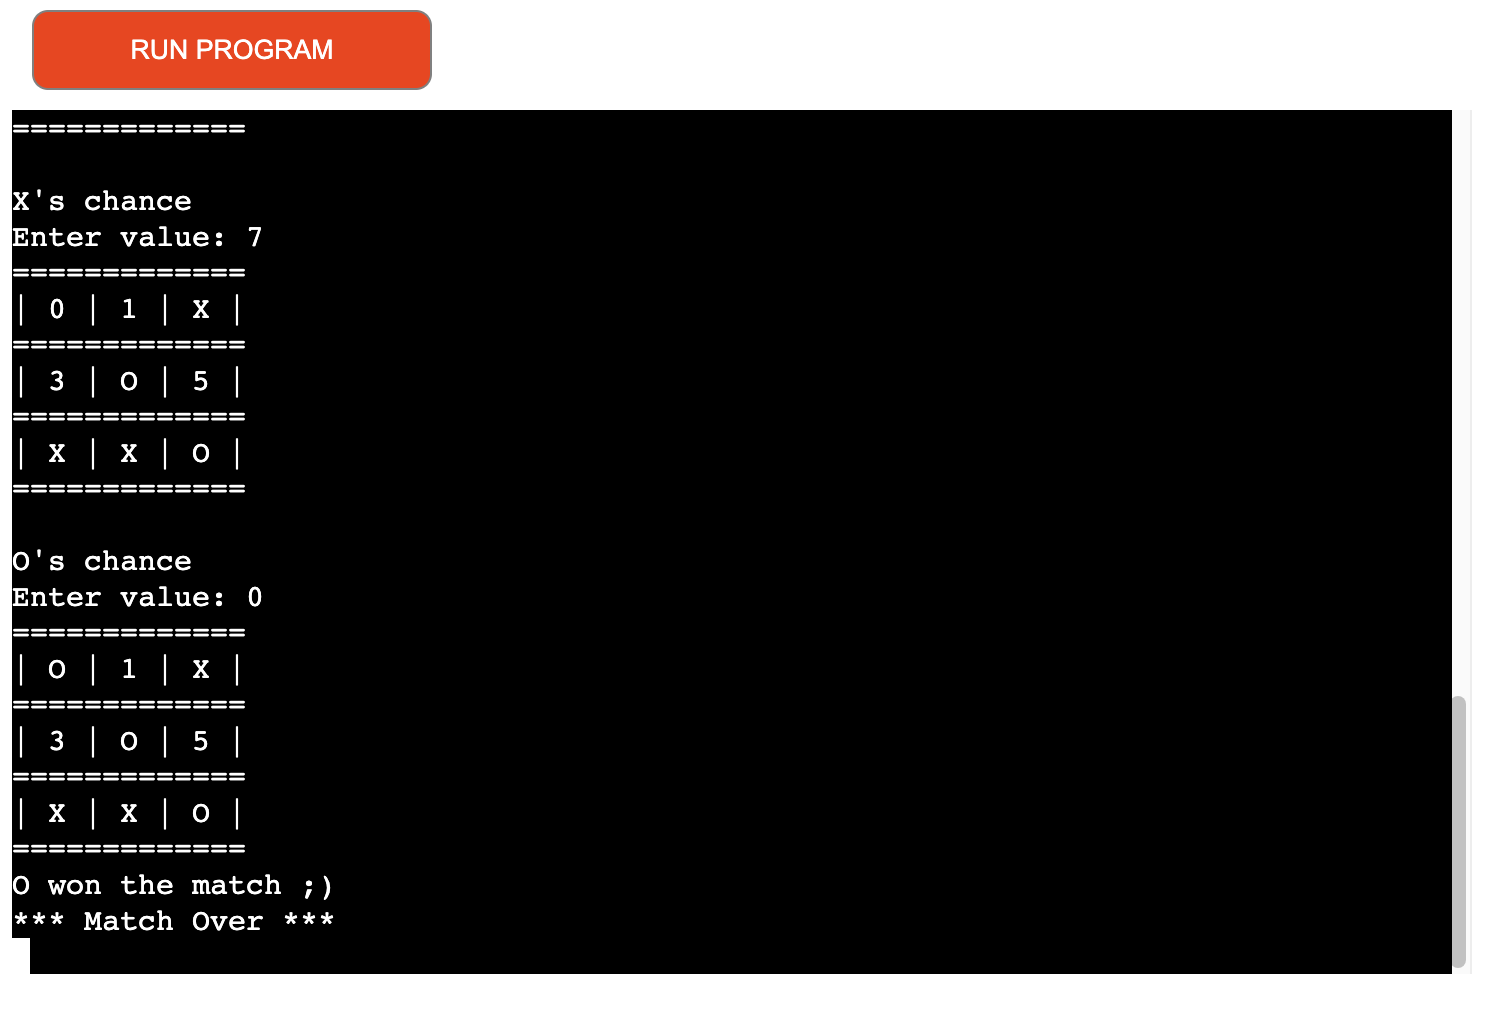 RUN PROGRAM
=============
X's chance
Enter value: 7
=============
| 0 | 1 | X |
=============
| 3 | O | 5 |
=============
| X | X | O |
=============
O's chance
Enter value: 0
=============
| O | 1 | X |
=============
| 3 | O | 5 |
=============
| X | X | O |
=============
O won the match ;)
*** Match Over ***